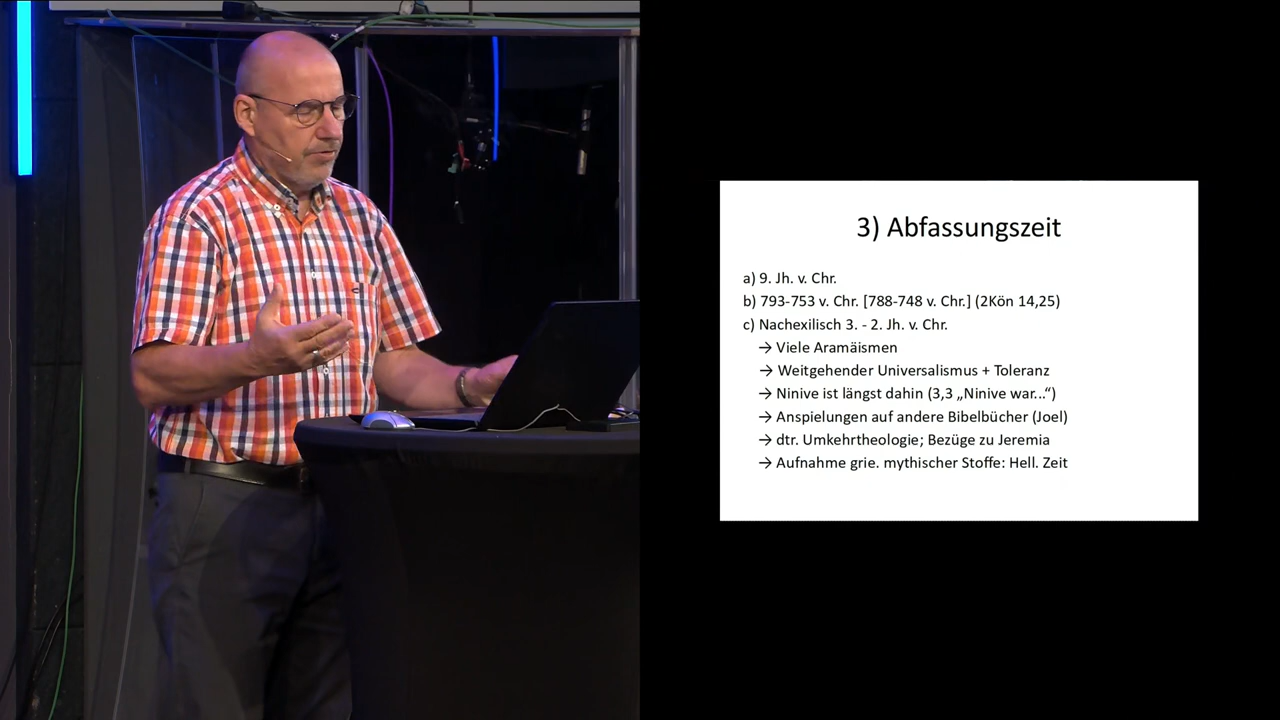 3) Abfassungszeit
a) 9. Jh. v. Chr.
b) 793-753 v. Chr. [788-748 v. Chr.] (2Kön 14,25)
c) Nachexilisch 3. - 2. Jh. v. Chr.
→ Viele Aramäismen
→ Weitgehender Universalismus + Toleranz
→ Ninive ist längst dahin (3,3 „Ninive war...“)
→ Anspielungen auf andere Bibelbücher (Joel)
→ dtr. Umkehrtheologie; Bezüge zu Jeremia
→ Aufnahme grie. mythischer Stoffe: Hell. Zeit